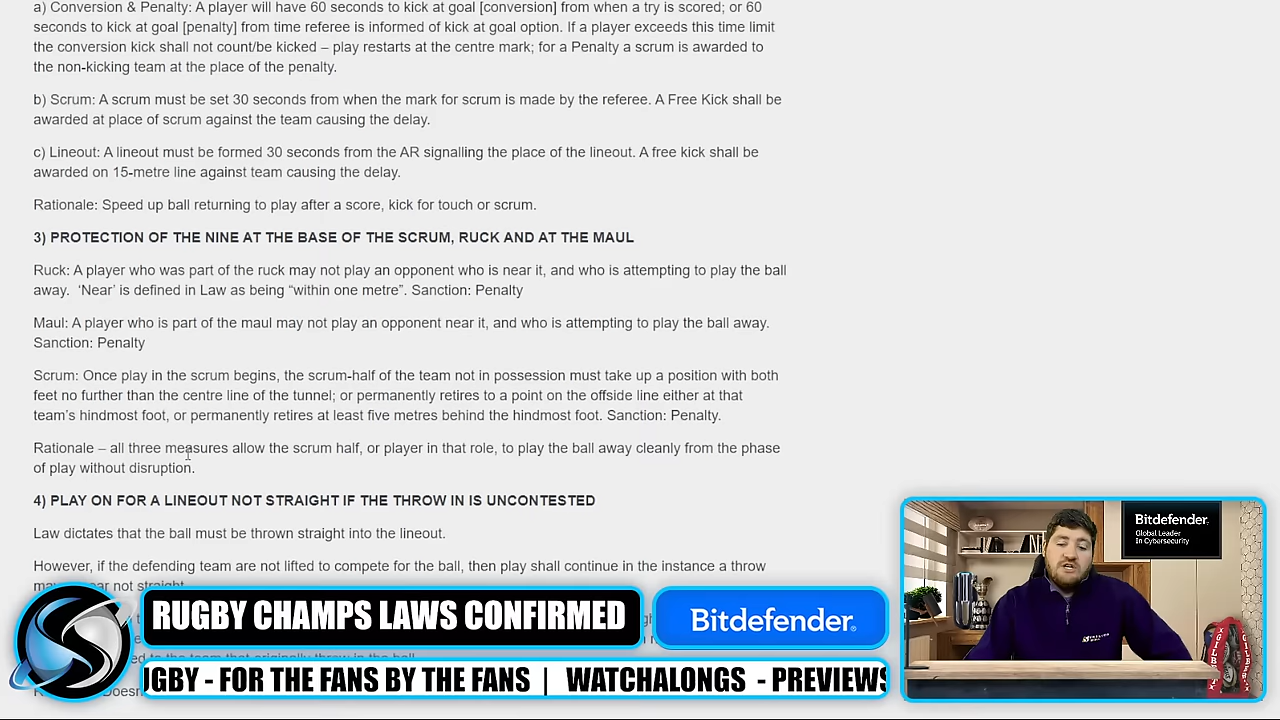 a) Conversion & Penalty: A player will have 60 seconds to kick at goal [conversion] from when a try is scored; or 60
seconds to kick at goal [penalty] from time referee is informed of kick at goal option. If a player exceeds this time limit
the conversion kick shall not count/be kicked – play restarts at the centre mark; for a Penalty a scrum is awarded to
the non-kicking team at the place of the penalty.
b) Scrum: A scrum must be set 30 seconds from when the mark for scrum is made by the referee. A Free Kick shall be
awarded at place of scrum against the team causing the delay.
c) Lineout: A lineout must be formed 30 seconds from the AR signalling the place of the lineout. A free kick shall be
awarded on 15-metre line against team causing the delay.
Rationale: Speed up ball returning to play after a score, kick for touch or scrum.
3) PROTECTION OF THE NINE AT THE BASE OF THE SCRUM, RUCK AND AT THE MAUL
Ruck: A player who was part of the ruck may not play an opponent who is near it, and who is attempting to play the ball
away. ‘Near’ is defined in Law as being “within one metre”. Sanction: Penalty
Maul: A player who is part of the maul may not play an opponent near it, and who is attempting to play the ball away.
Sanction: Penalty
Scrum: Once play in the scrum begins, the scrum-half of the team not in possession must take up a position with both
feet no further than the centre line of the tunnel; or permanently retires to a point on the offside line either at that
team’s hindmost foot, or permanently retires at least five metres behind the hindmost foot. Sanction: Penalty.
Rationale – all three measures allow the scrum half, or player in that role, to play the ball away cleanly from the phase
of play without disruption.
4) PLAY ON FOR A LINEOUT NOT STRAIGHT IF THE THROW IN IS UNCONTESTED
Law dictates that the ball must be thrown straight into the lineout.
However, if the defending team are not lifted to compete for the ball, then play shall continue in the instance a throw
not straight.
Bitdefender
Global Leader
In Cybersecurity
RUGBY CHAMPS LAWS CONFIRMED
Bitdefender
GBY - FOR THE FANS BY THE FANS | WATCHALONGS - PREVIEWS